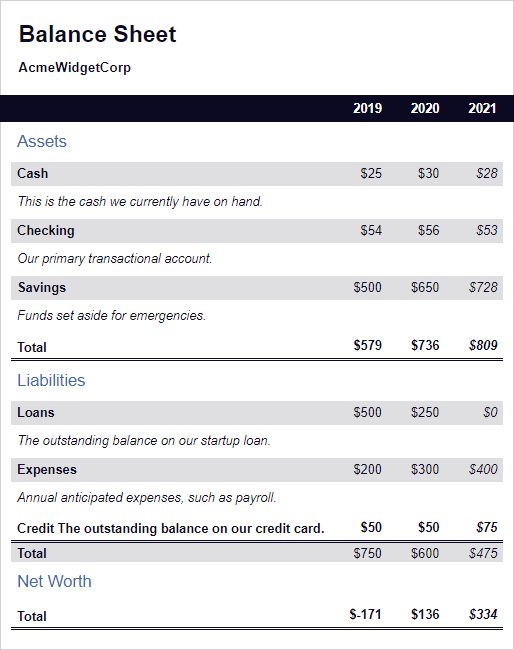 Balance Sheet
AcmeWidgetCorp
2019 2020 2021
Assets
Cash $25 $30 $28
This is the cash we currently have on hand.
Checking $54 $56 $53
Our primary transactional account.
Savings $500 $650 $728
Funds set aside for emergencies.
Total $579 $736 $809
Liabilities
Loans $500 $250 $0
The outstanding balance on our startup loan.
Expenses $200 $300 $400
Annual anticipated expenses, such as payroll.
Credit The outstanding balance on our credit card. $50 $50 $75
Total $750 $600 $475
Net Worth
Total $-171 $136 $334